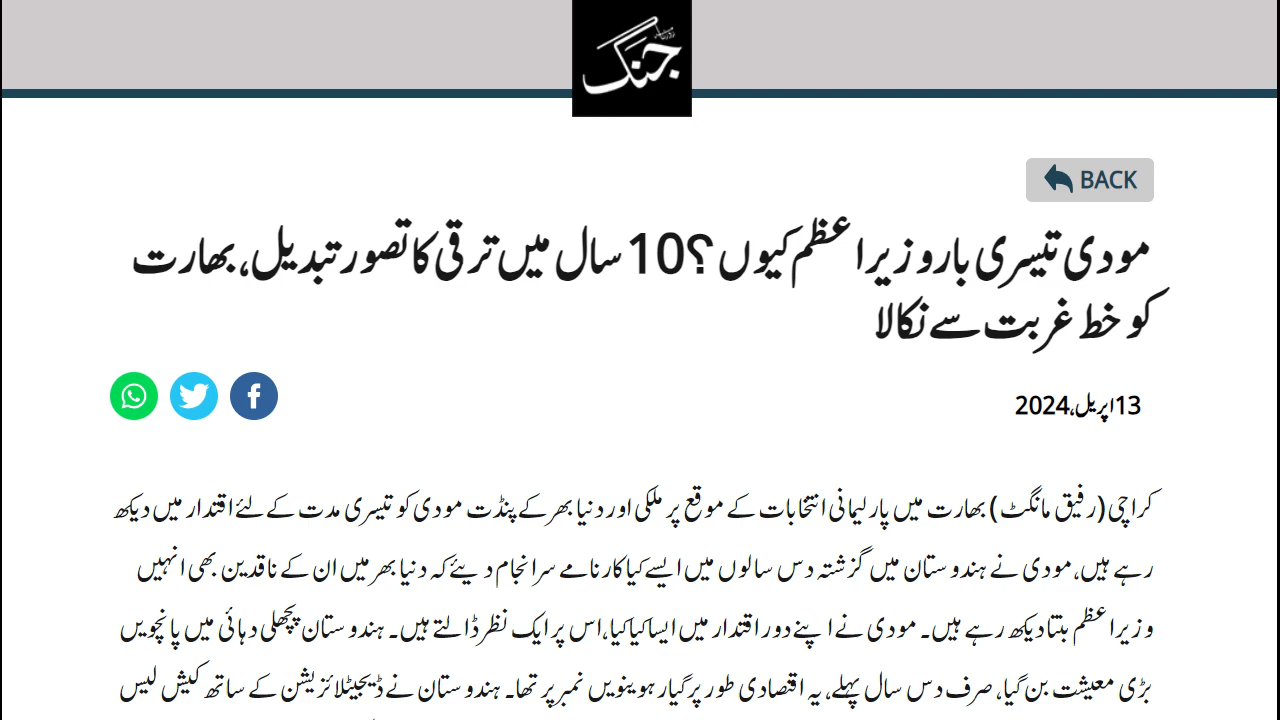 روزنامہ
جنگ
BACK
مودی تیسری بار وزیراعظم کیوں؟ 10 سال میں ترقی کا تصور تبدیل، بھارت
کو خط غربت سے نکالا
13 اپریل، 2024
کراچی (رفیق مانگٹ) بھارت میں پارلیمانی انتخابات کے موقع پر ملکی اور دنیا بھر کے پنڈت مودی کو تیسری مدت کے لئے اقتدار میں دیکھ
رہے ہیں، مودی نے ہندوستان میں گزشتہ دس سالوں میں ایسے کیا کارنامے سرانجام دیئے کہ دنیا بھر میں ان کے ناقدین بھی انہیں
وزیراعظم بنتا دیکھ رہے ہیں۔ مودی نے اپنے دور اقتدار میں ایسا کیا کیا، اس پر ایک نظر ڈالتے ہیں۔ ہندوستان پچھلی دہائی میں پانچویں
بڑی معیشت بن گیا، صرف دس سال پہلے، یہ اقتصادی طور پر گیارہویں نمبر پر تھا۔ ہندوستان نے ڈیجیٹلائزیشن کے ساتھ کیش لیس